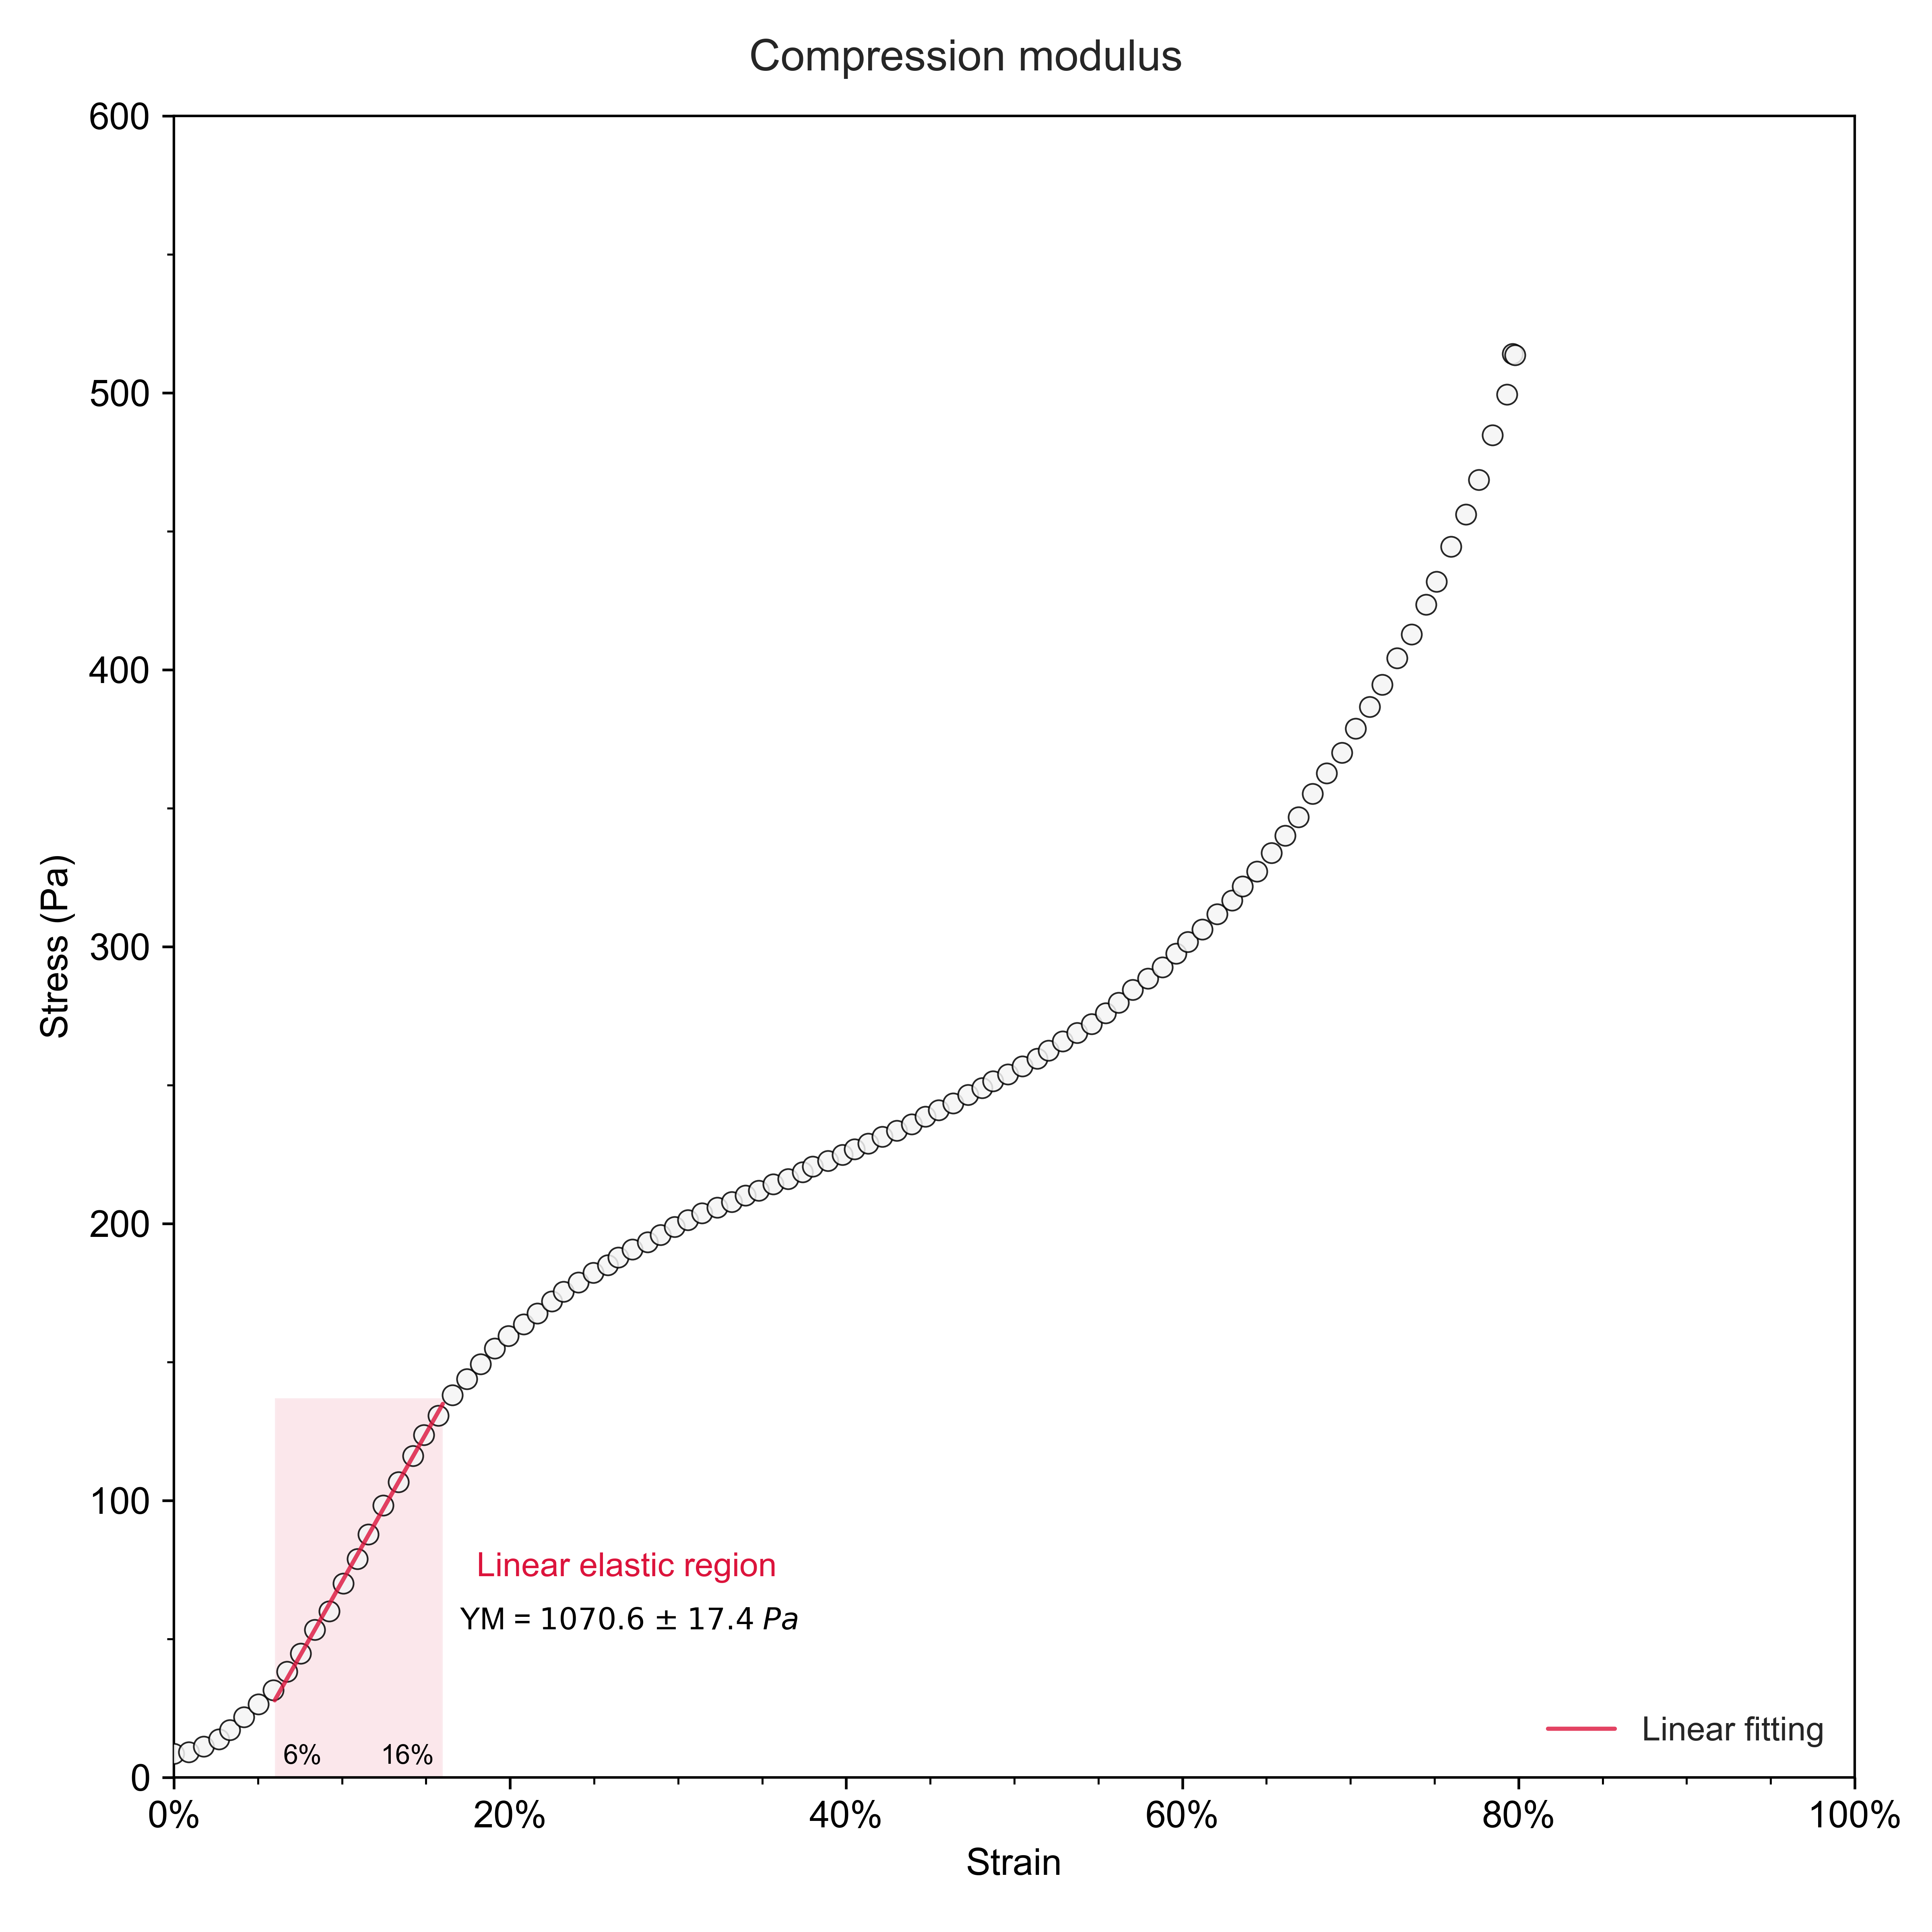 Compression modulus
600
500
400
300
200
100
0
Stress (Pa)
Linear elastic region
YM = 1070.6 ± 17.4 Pa
6% 16%
Linear fitting
0% 20% 40% 60% 80% 100%
Strain